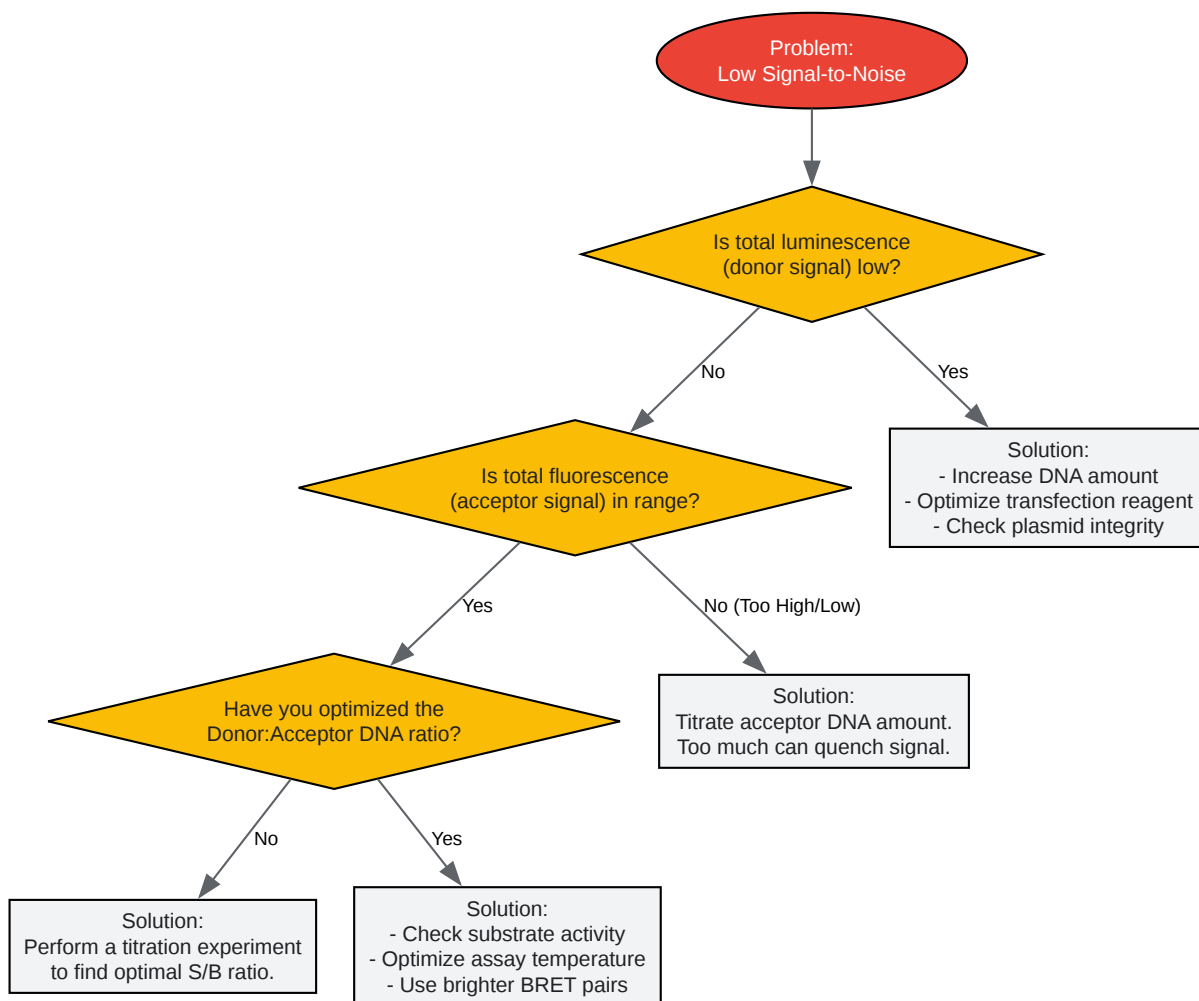 Problem:
Low Signal-to-Noise
Is total luminescence
(donor signal) low?
No
Yes
Is total fluorescence
(acceptor signal) in range?
Solution:
- Increase DNA amount
- Optimize transfection reagent
- Check plasmid integrity
Yes
No (Too High/Low)
Have you optimized the
Donor:Acceptor DNA ratio?
Solution:
Titrate acceptor DNA amount.
Too much can quench signal.
No
Yes
Solution:
Perform a titration experiment
to find optimal S/B ratio.
Solution:
- Check substrate activity
- Optimize assay temperature
- Use brighter BRET pairs